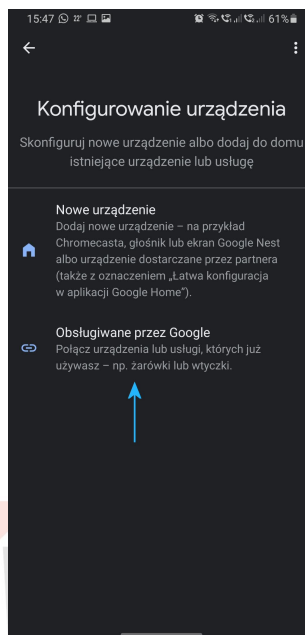 15:47 22° 61%
Konfigurowanie urządzenia
Skonfiguruj nowe urządzenie albo dodaj do domu
istniejące urządzenie lub usługę
Nowe urządzenie
Dodaj nowe urządzenie – na przykład
Chromecasta, głośnik lub ekran Google Nest
albo urządzenie dostarczane przez partnera
(także z oznaczeniem „Łatwa konfiguracja
w aplikacji Google Home”).
Obsługiwane przez Google
Połącz urządzenia lub usługi, których już
używasz – np. żarówki lub wtyczki.